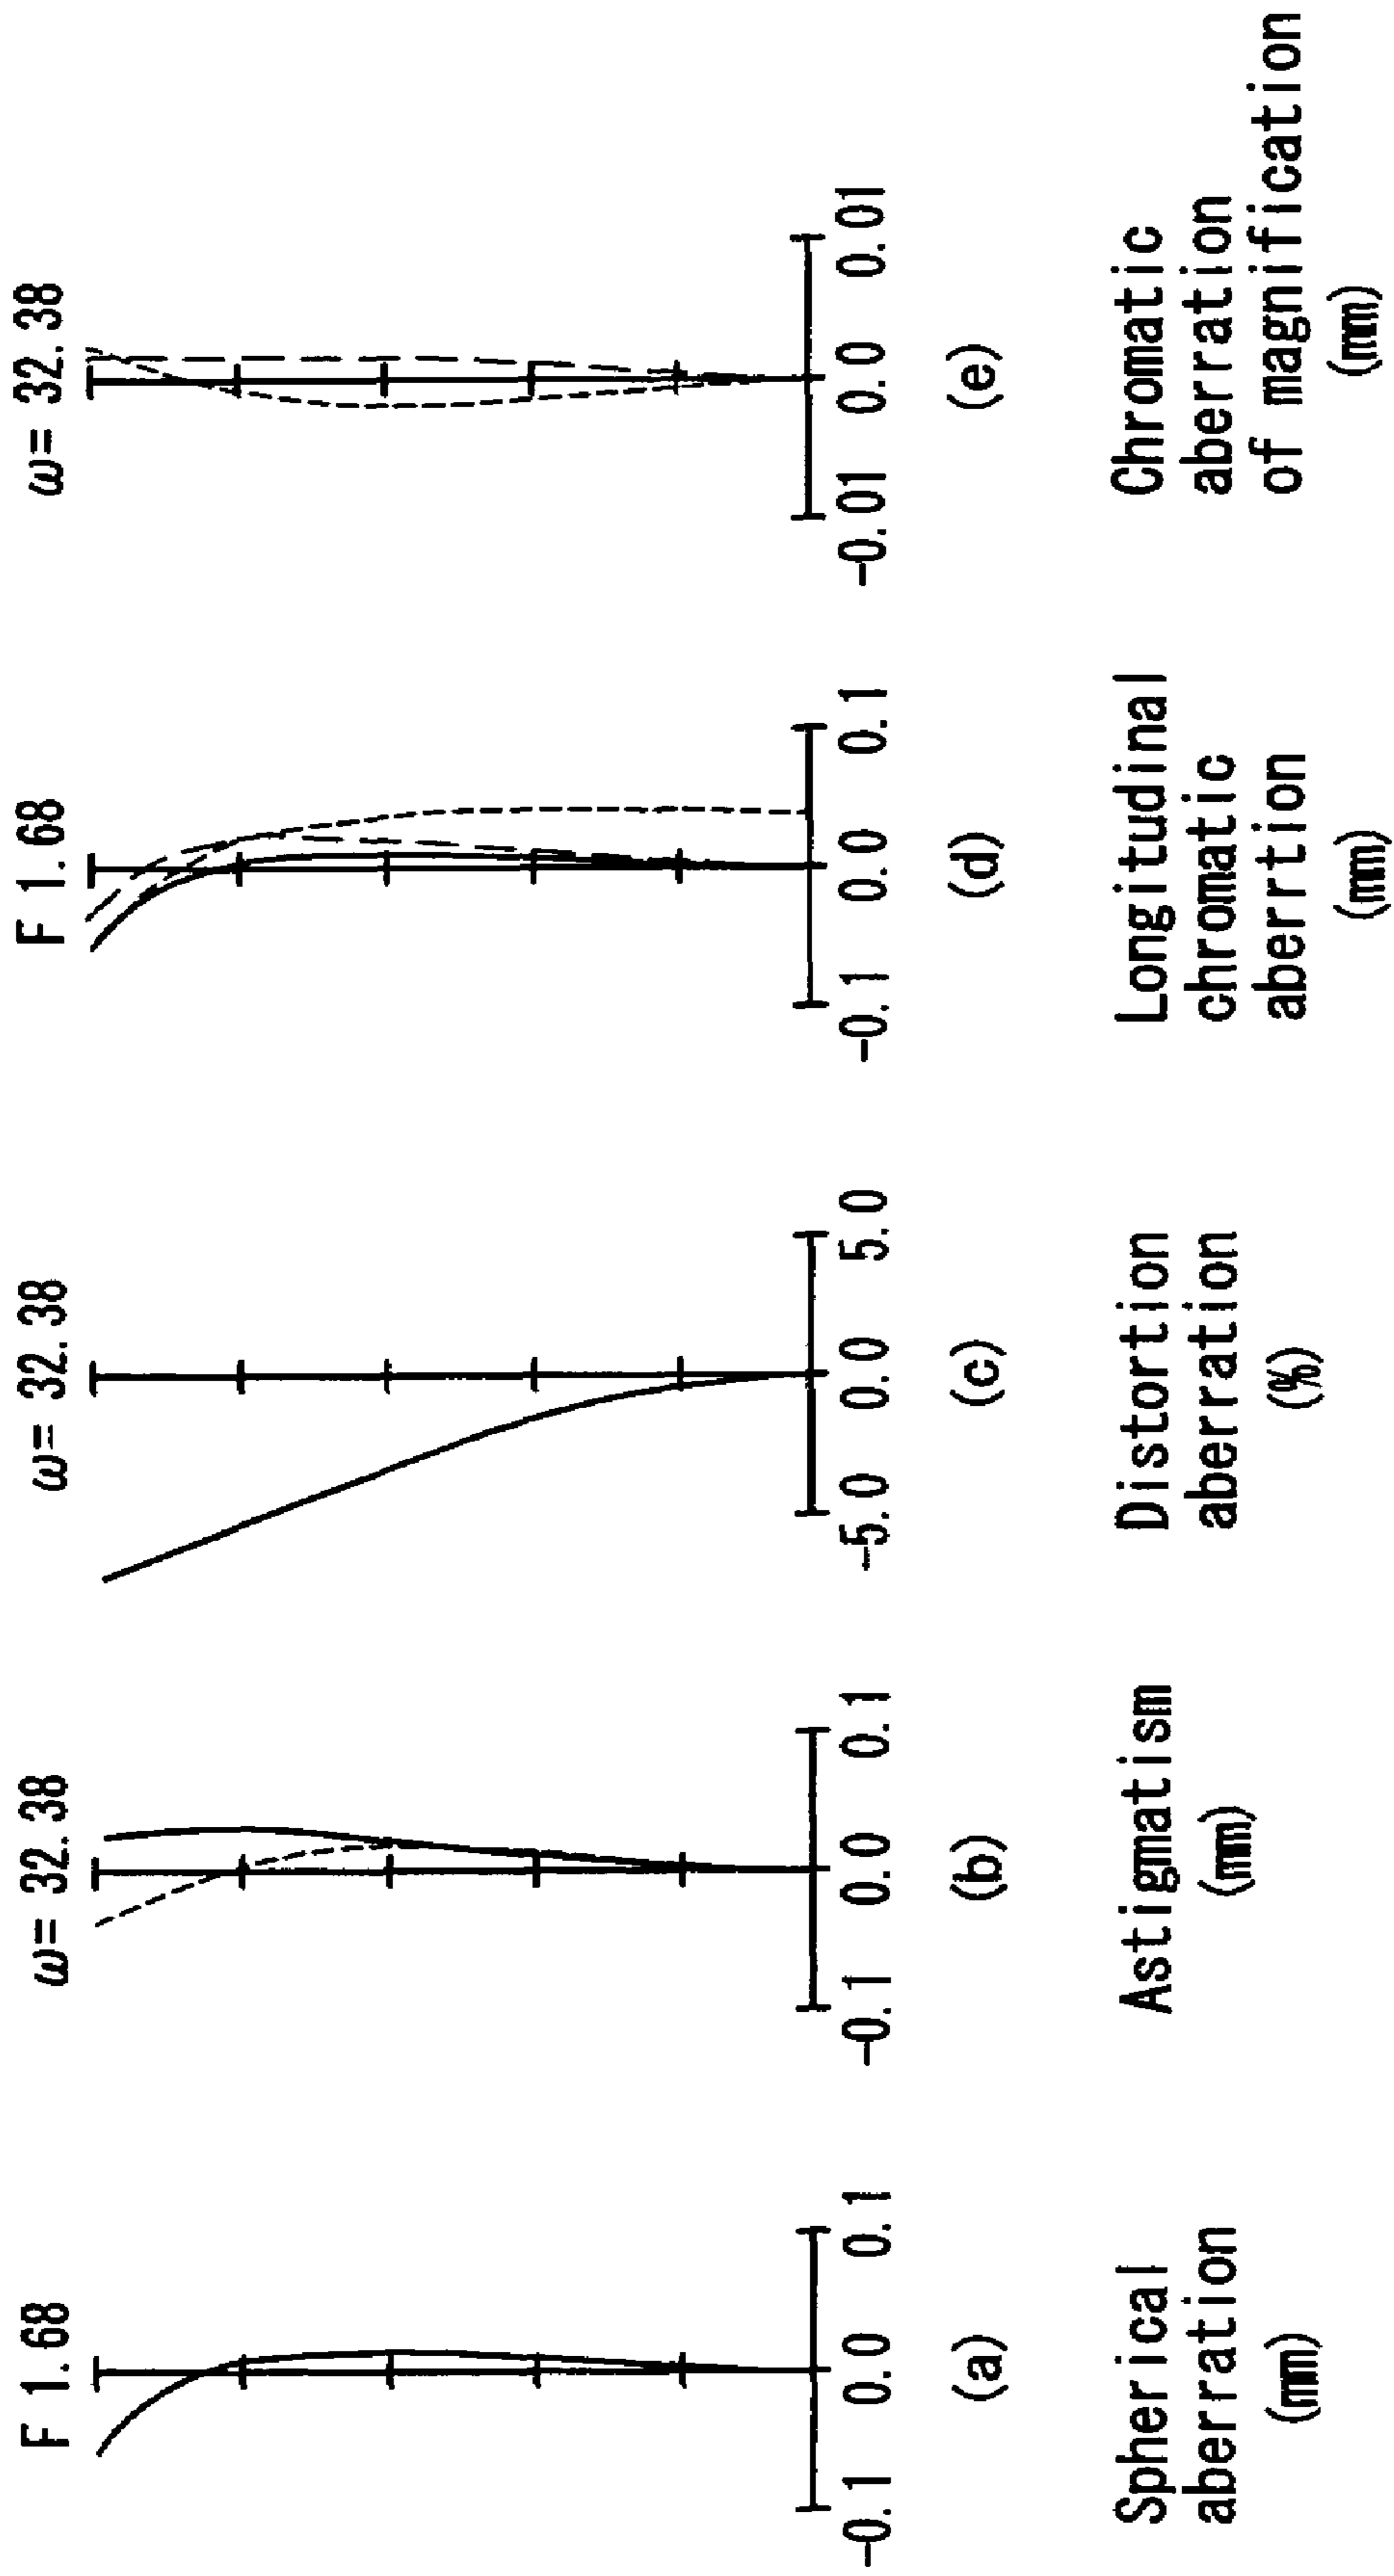 F 1.68
0.1
0.0
-0.1
(a)
Spherical
aberration
(mm)
ω= 32.38
0.1
0.0
-0.1
(b)
Astigmatism
(mm)
ω= 32.38
5.0
0.0
-5.0
(c)
Distortion
aberration
(%)
F 1.68
0.1
0.0
-0.1
(d)
Longitudinal
chromatic
aberrtion
(mm)
ω= 32.38
0.01
0.0
-0.01
(e)
Chromatic
aberration
of magnification
(mm)